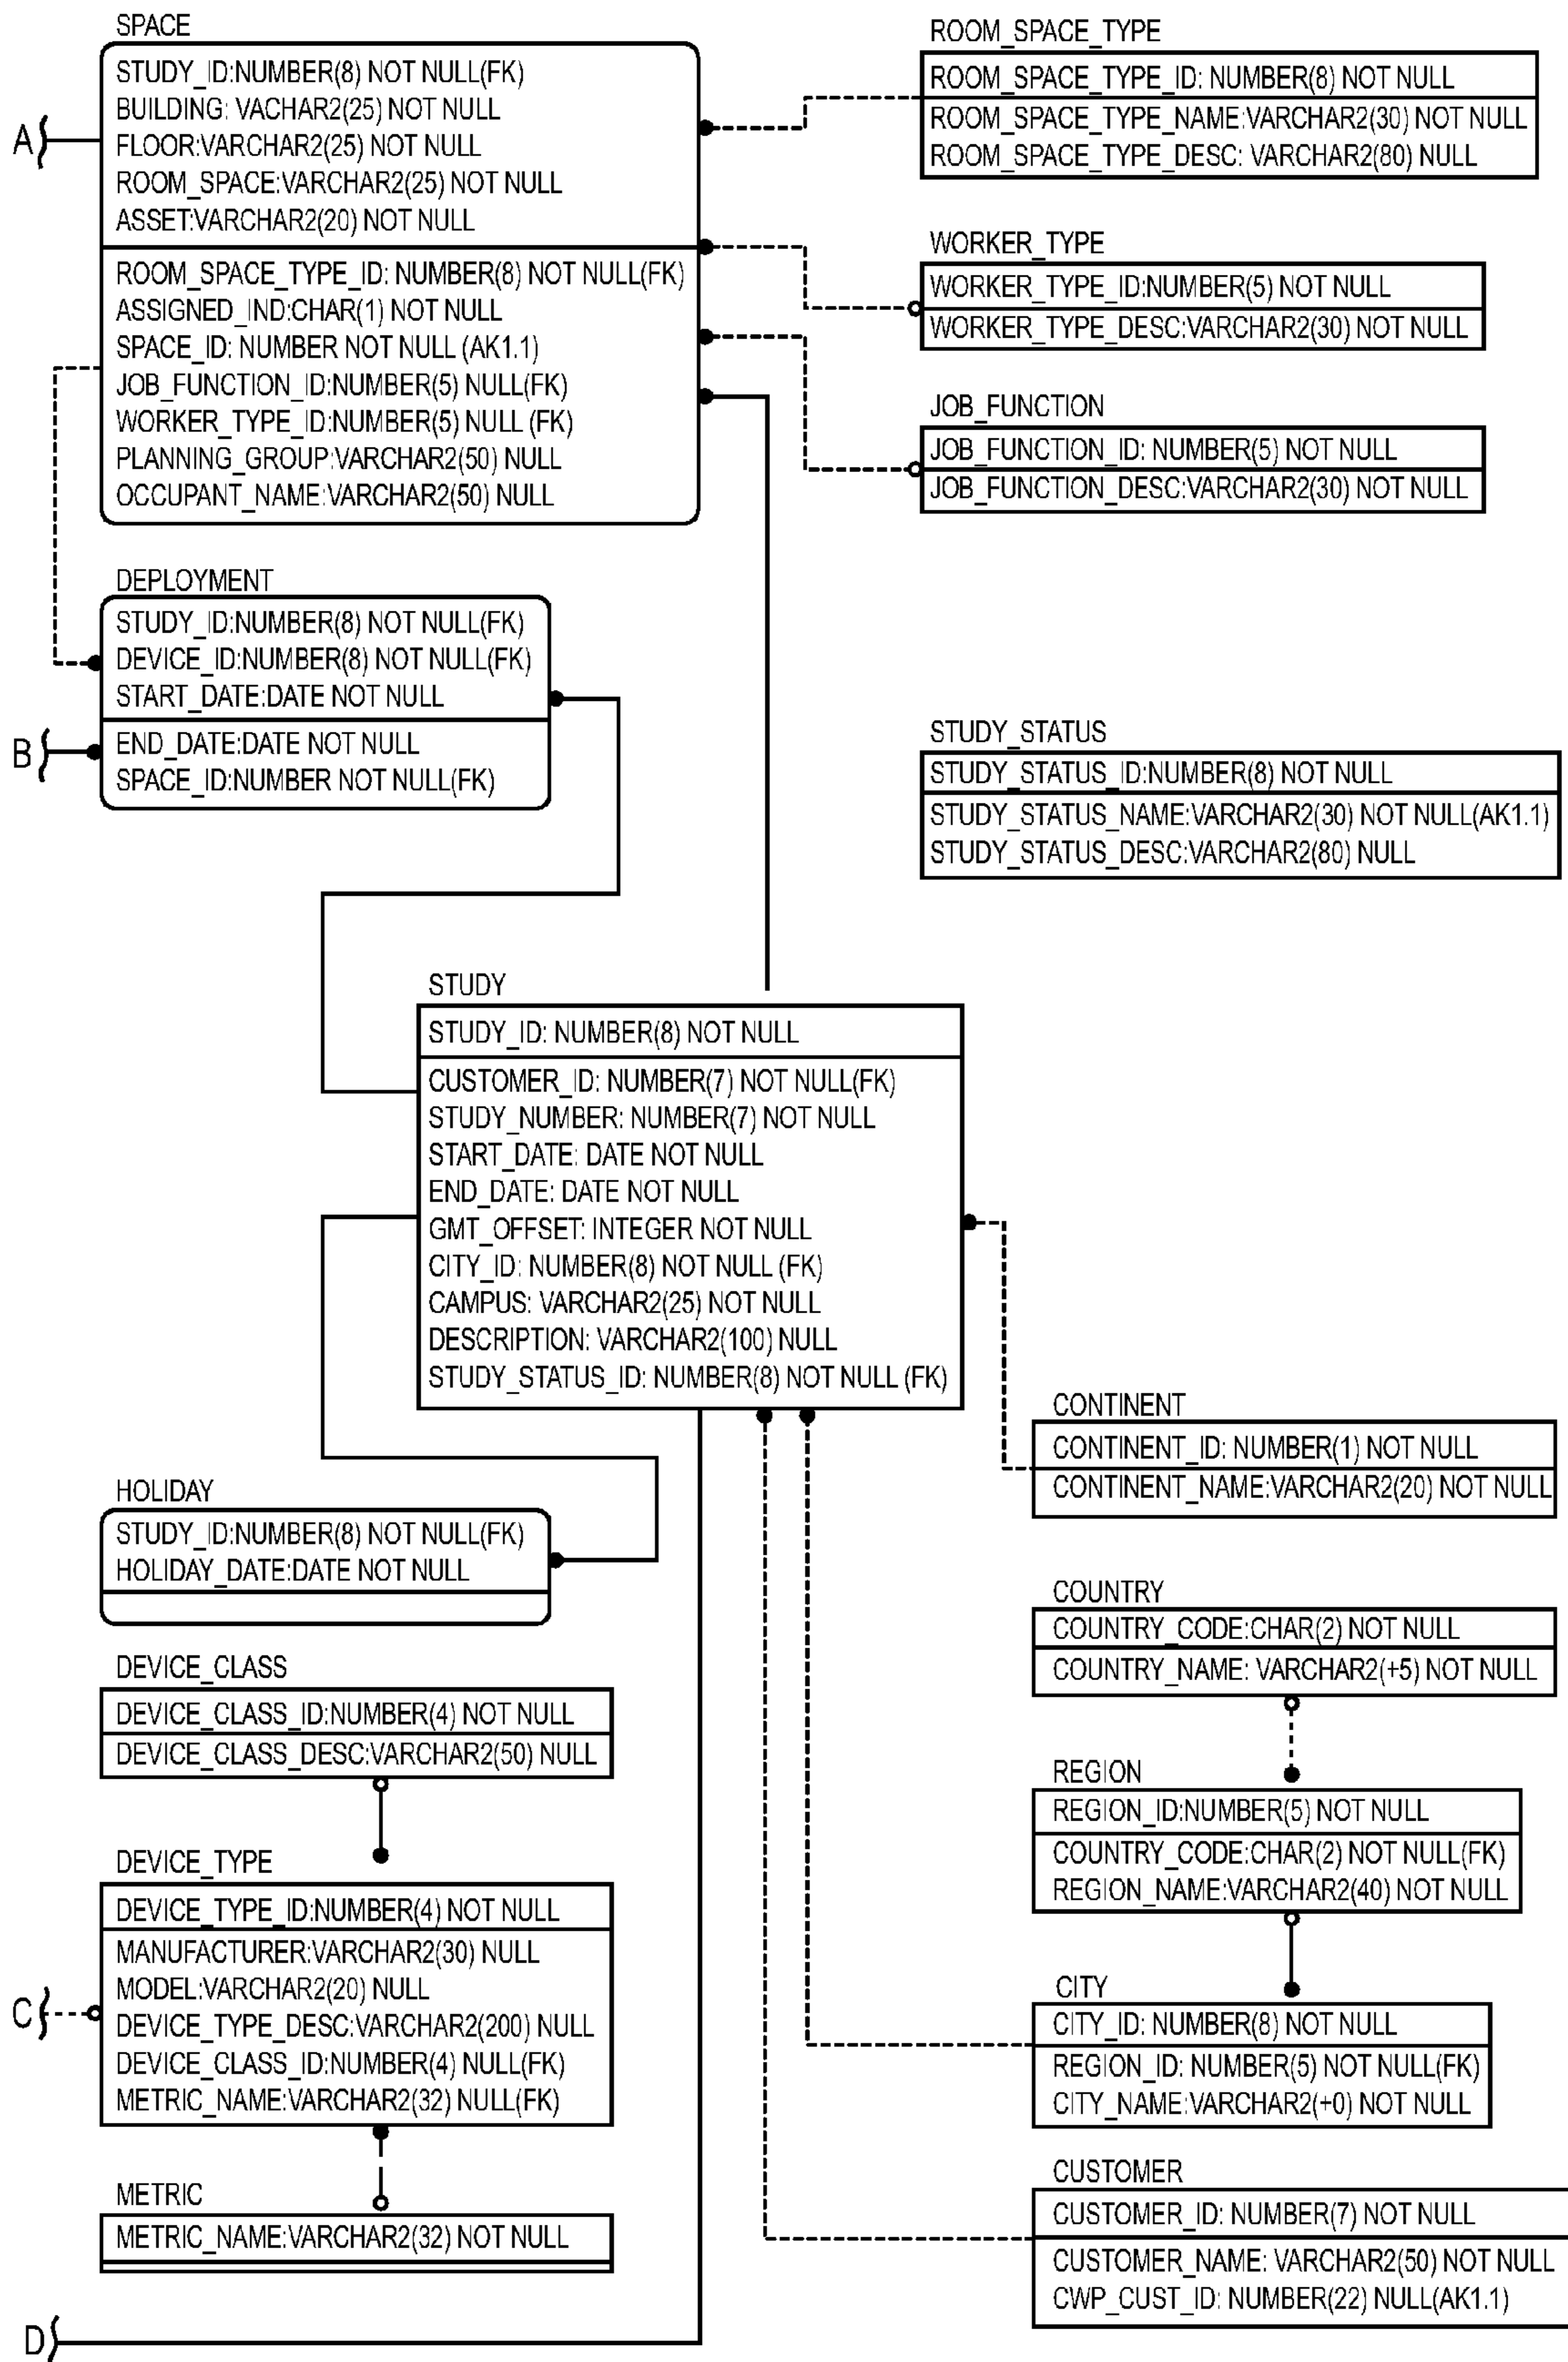 SPACE
STUDY_ID:NUMBER(8) NOT NULL(FK)
BUILDING: VACHAR2(25) NOT NULL
FLOOR:VARCHAR2(25) NOT NULL
ROOM_SPACE:VARCHAR2(25) NOT NULL
ASSET:VARCHAR2(20) NOT NULL
ROOM_SPACE_TYPE_ID: NUMBER(8) NOT NULL(FK)
ASSIGNED_IND:CHAR(1) NOT NULL
SPACE_ID: NUMBER NOT NULL (AK1.1)
JOB_FUNCTION_ID:NUMBER(5) NULL(FK)
WORKER_TYPE_ID:NUMBER(5) NULL (FK)
PLANNING_GROUP:VARCHAR2(50) NULL
OCCUPANT_NAME:VARCHAR2(50) NULL
A
ROOM_SPACE_TYPE
ROOM_SPACE_TYPE_ID: NUMBER(8) NOT NULL
ROOM_SPACE_TYPE_NAME:VARCHAR2(30) NOT NULL
ROOM_SPACE_TYPE_DESC: VARCHAR2(80) NULL
WORKER_TYPE
WORKER_TYPE_ID:NUMBER(5) NOT NULL
WORKER_TYPE_DESC:VARCHAR2(30) NOT NULL
JOB_FUNCTION
JOB_FUNCTION_ID: NUMBER(5) NOT NULL
JOB_FUNCTION_DESC:VARCHAR2(30) NOT NULL
DEPLOYMENT
STUDY_ID:NUMBER(8) NOT NULL(FK)
DEVICE_ID:NUMBER(8) NOT NULL(FK)
START_DATE:DATE NOT NULL
END_DATE:DATE NOT NULL
SPACE_ID:NUMBER NOT NULL(FK)
B
STUDY_STATUS
STUDY_STATUS_ID:NUMBER(8) NOT NULL
STUDY_STATUS_NAME:VARCHAR2(30) NOT NULL(AK1.1)
STUDY_STATUS_DESC:VARCHAR2(80) NULL
STUDY
STUDY_ID: NUMBER(8) NOT NULL
CUSTOMER_ID: NUMBER(7) NOT NULL(FK)
STUDY_NUMBER: NUMBER(7) NOT NULL
START_DATE: DATE NOT NULL
END_DATE: DATE NOT NULL
GMT_OFFSET: INTEGER NOT NULL
CITY_ID: NUMBER(8) NOT NULL (FK)
CAMPUS: VARCHAR2(25) NOT NULL
DESCRIPTION: VARCHAR2(100) NULL
STUDY_STATUS_ID: NUMBER(8) NOT NULL (FK)
CONTINENT
CONTINENT_ID: NUMBER(1) NOT NULL
CONTINENT_NAME:VARCHAR2(20) NOT NULL
HOLIDAY
STUDY_ID:NUMBER(8) NOT NULL(FK)
HOLIDAY_DATE:DATE NOT NULL
COUNTRY
COUNTRY_CODE:CHAR(2) NOT NULL
COUNTRY_NAME: VARCHAR2(+5) NOT NULL
DEVICE_CLASS
DEVICE_CLASS_ID:NUMBER(4) NOT NULL
DEVICE_CLASS_DESC:VARCHAR2(50) NULL
REGION
REGION_ID:NUMBER(5) NOT NULL
COUNTRY_CODE:CHAR(2) NOT NULL(FK)
REGION_NAME:VARCHAR2(40) NOT NULL
DEVICE_TYPE
DEVICE_TYPE_ID:NUMBER(4) NOT NULL
MANUFACTURER:VARCHAR2(30) NULL
MODEL:VARCHAR2(20) NULL
DEVICE_TYPE_DESC:VARCHAR2(200) NULL
DEVICE_CLASS_ID:NUMBER(4) NULL(FK)
METRIC_NAME:VARCHAR2(32) NULL(FK)
C
CITY
CITY_ID: NUMBER(8) NOT NULL
REGION_ID: NUMBER(5) NOT NULL(FK)
CITY_NAME:VARCHAR2(+0) NOT NULL
METRIC
METRIC_NAME:VARCHAR2(32) NOT NULL
CUSTOMER
CUSTOMER_ID: NUMBER(7) NOT NULL
CUSTOMER_NAME: VARCHAR2(50) NOT NULL
CWP_CUST_ID: NUMBER(22) NULL(AK1.1)
D